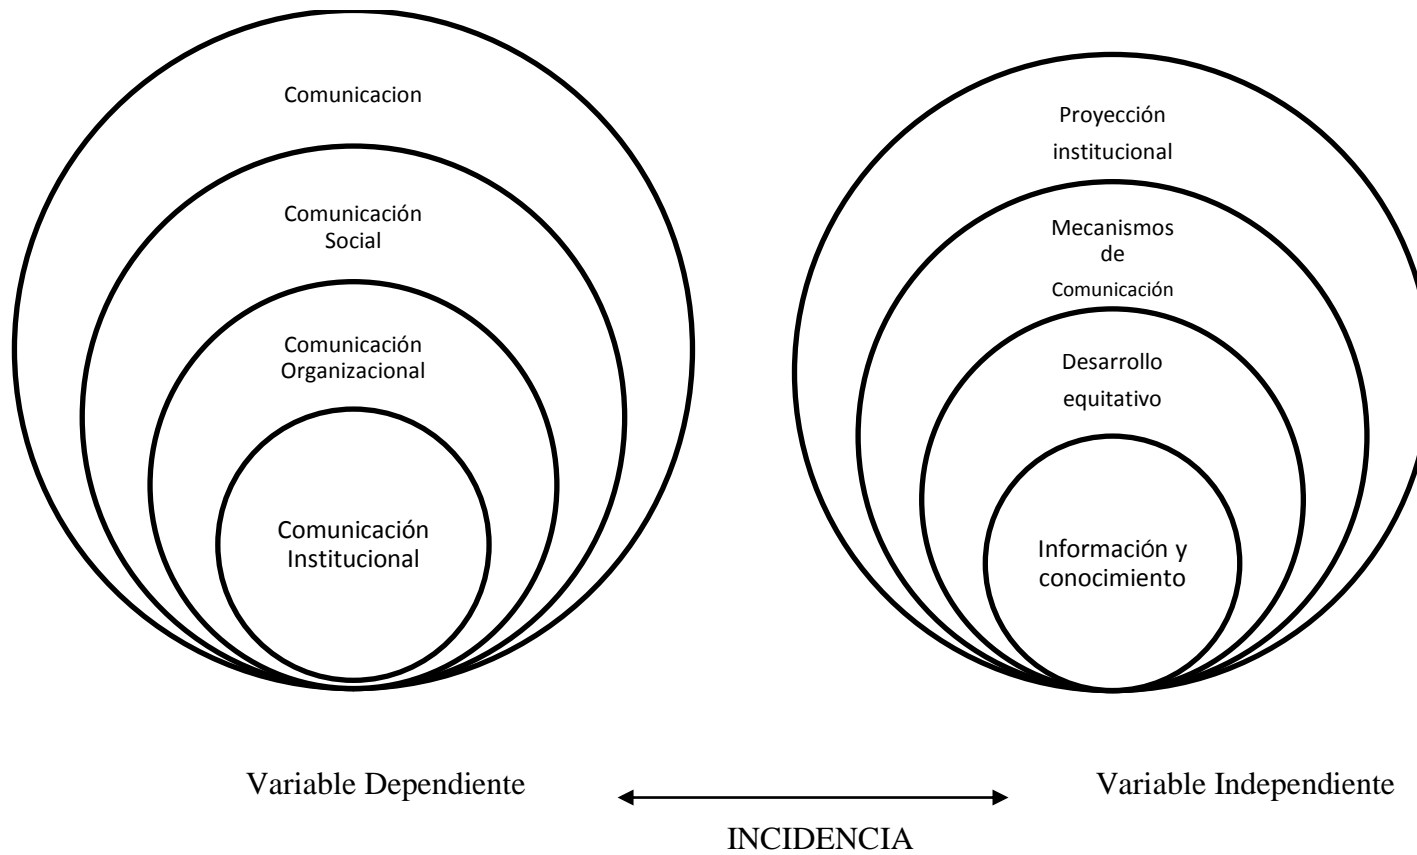 Comunicacion
Comunicación
Social
Comunicación
Organizacional
Comunicación
Institucional
Proyección
institucional
Mecanismos
de
Comunicación
Desarrollo
equitativo
Información y
conocimiento
Variable Dependiente
Variable Independiente
INCIDENCIA